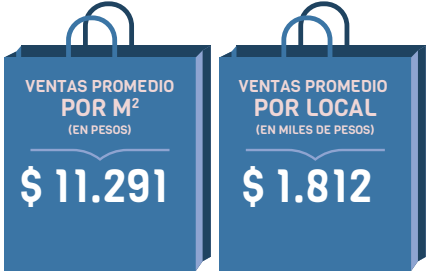 VENTAS PROMEDIO
POR M²
(EN PESOS)
$ 11.291
VENTAS PROMEDIO
POR LOCAL
(EN MILES DE PESOS)
$ 1.812